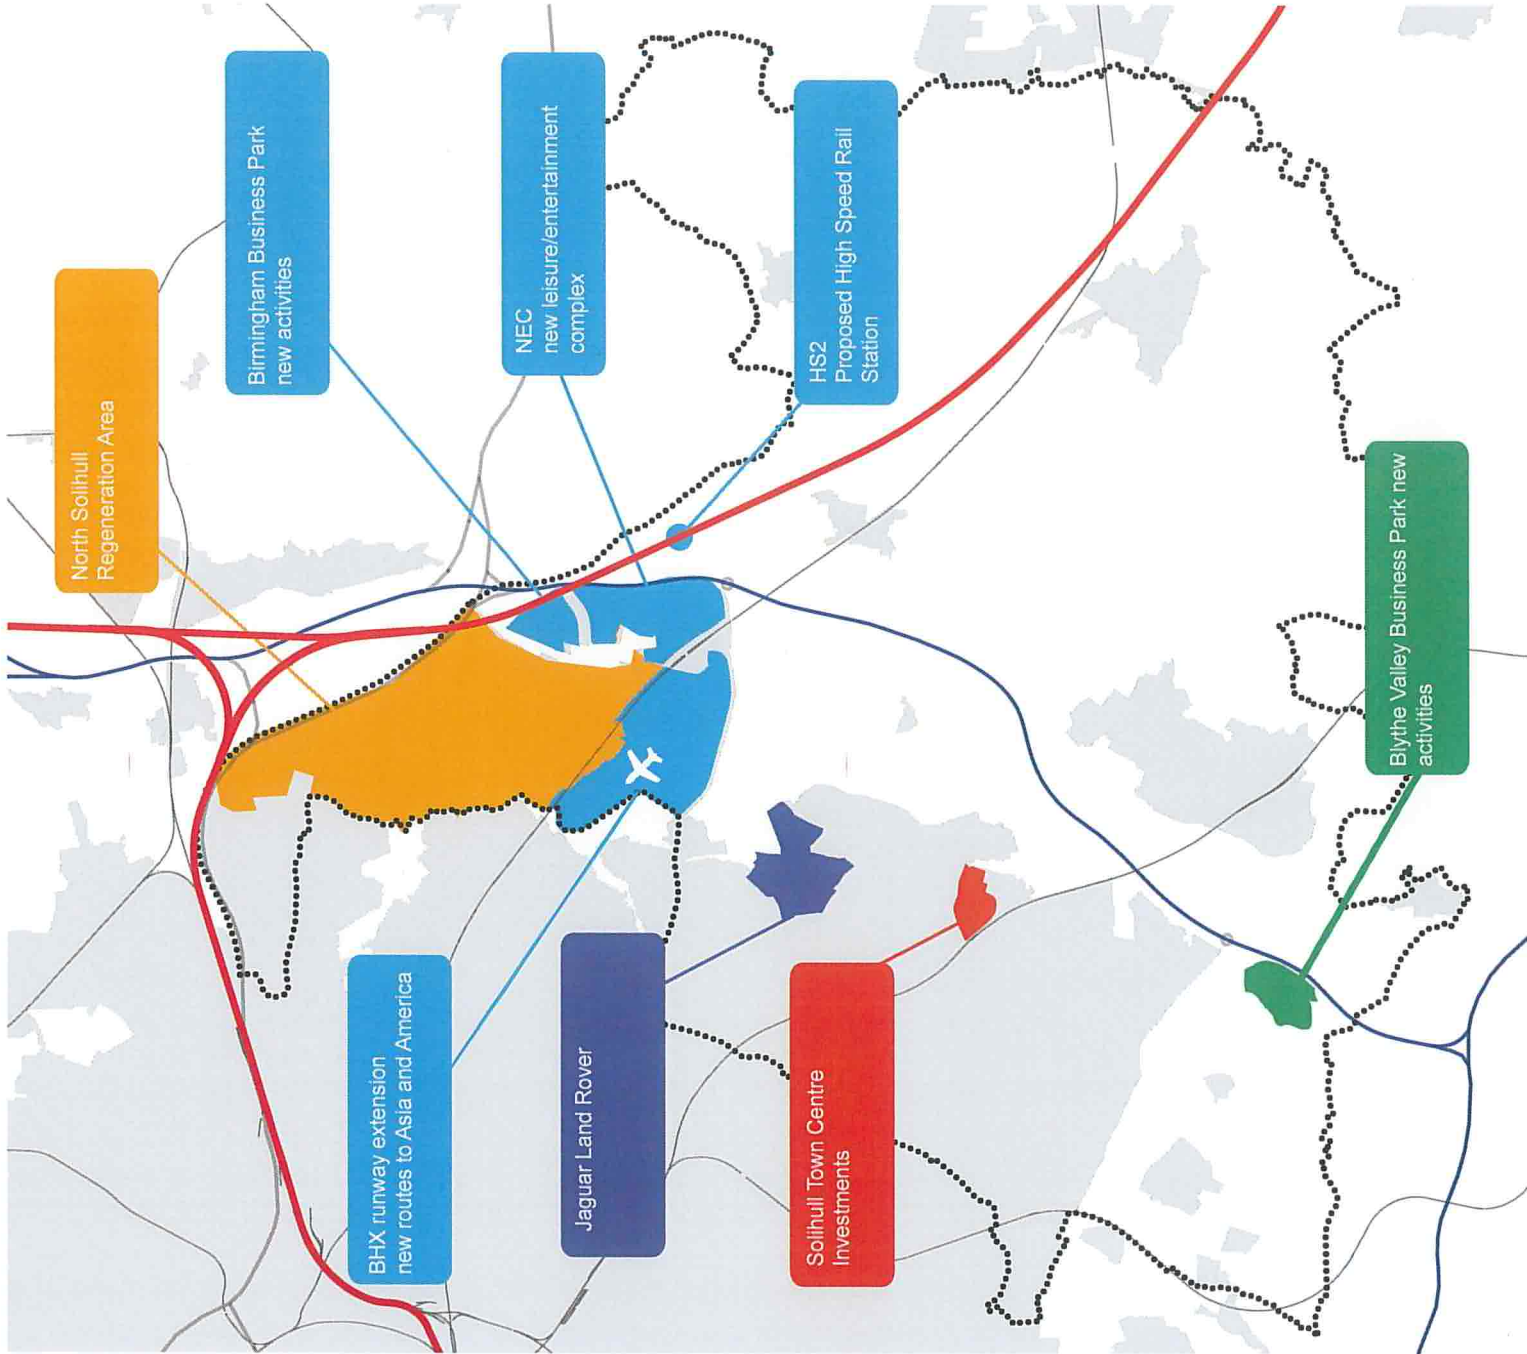 North Solihull
Regeneration Area
Birmingham Business Park
new activities
NEC
new leisure/entertainment
complex
HS2
Proposed High Speed Rail
Station
BHX runway extension
new routes to Asia and America
Jaguar Land Rover
Solihull Town Centre
Investments
Blythe Valley Business Park new
activities